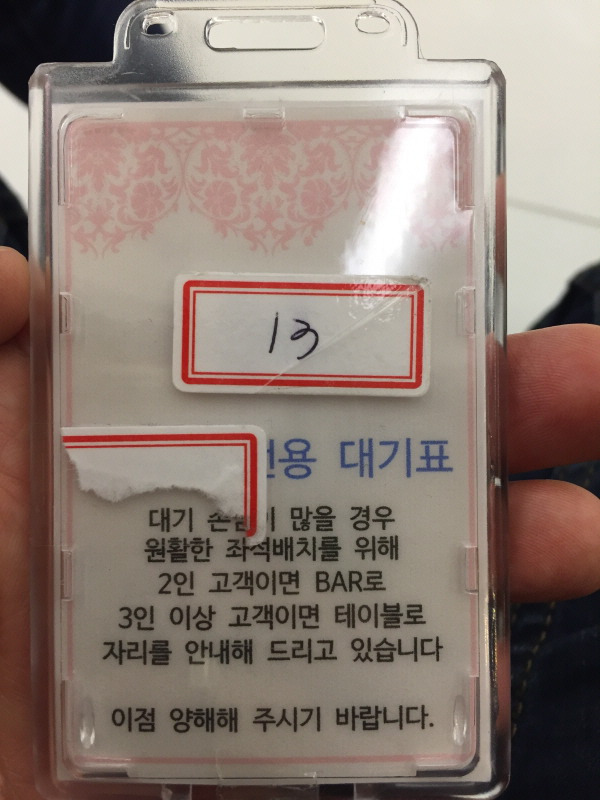 13
대기표
대기 많을 경우
원활한 좌석배치를 위해
2인 고객이면 BAR로
3인 이상 고객이면 테이블로
자리를 안내해 드리고 있습니다
이점 양해해 주시기 바랍니다.